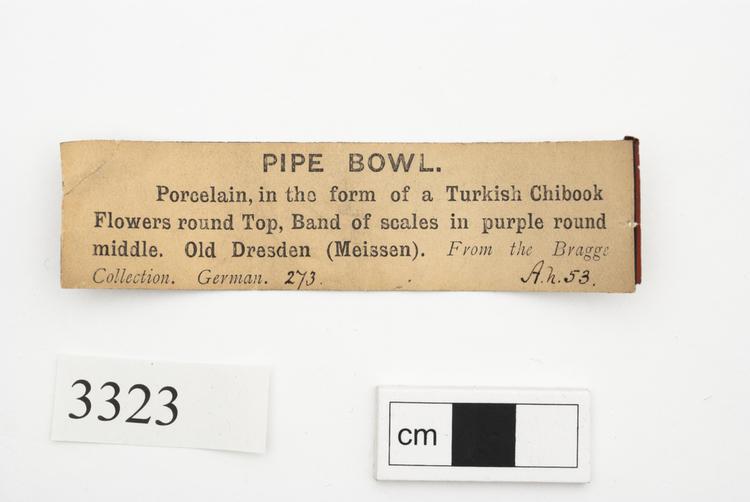 PIPE BOWL.
Porcelain, in the form of a Turkish Chibook
Flowers round Top, Band of scales in purple round
middle. Old Dresden (Meissen). From the Bragge
Collection. German. 273. A.h.53.
3323
cm